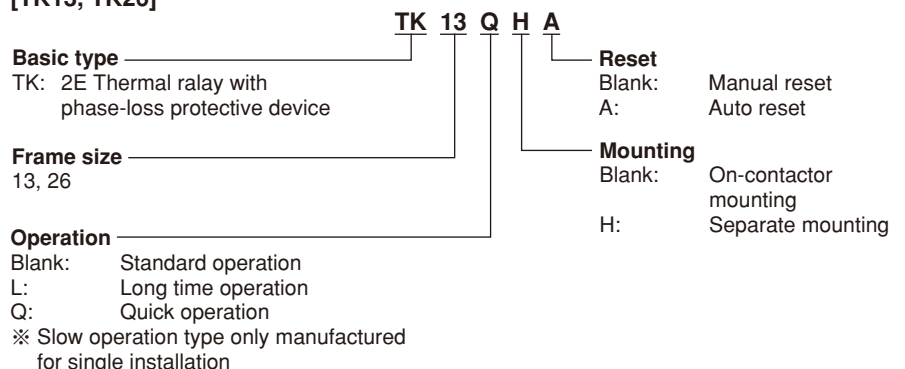 [TK13, TK26]
TK 13 Q H A
Basic type
TK: 2E Thermal ralay with
phase-loss protective device
Frame size
13, 26
Operation
Blank: Standard operation
L: Long time operation
Q: Quick operation
※ Slow operation type only manufactured
for single installation
Reset
Blank: Manual reset
A: Auto reset
Mounting
Blank: On-contactor
mounting
H: Separate mounting